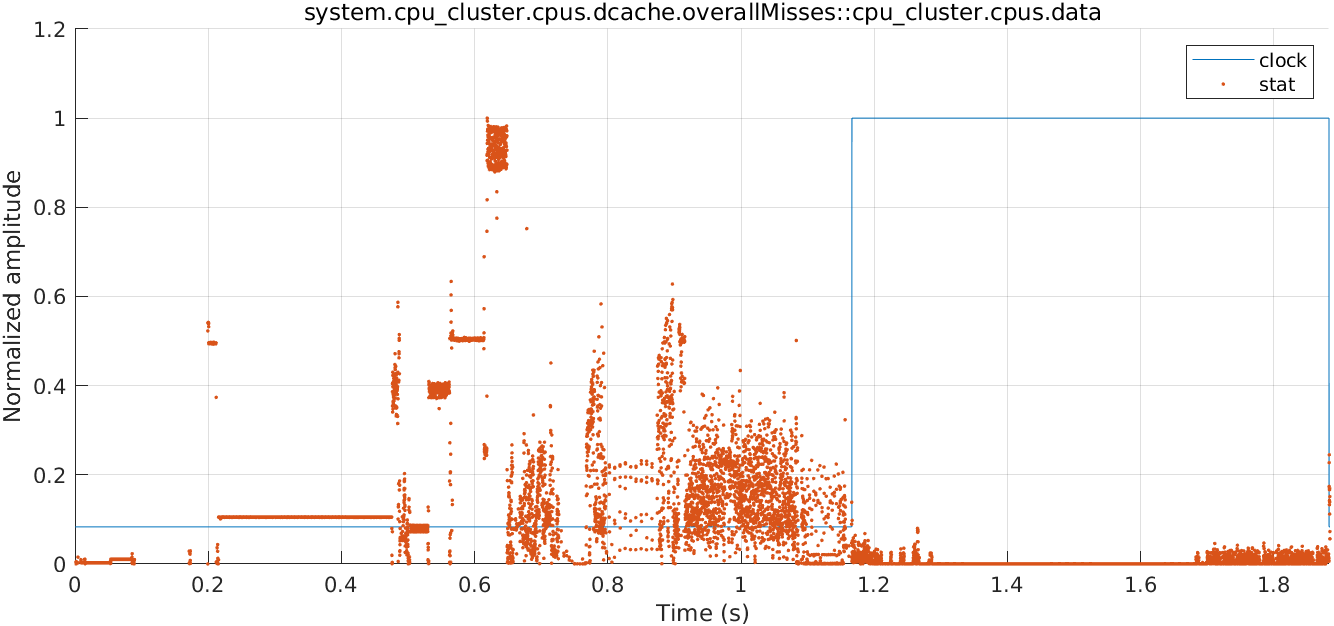 system.cpu_cluster.cpus.dcache.overallMisses::cpu_cluster.cpus.data
1.2
clock
stat
1
0.8
0.6
0.4
0.2
0
Normalized amplitude
0 0.2 0.4 0.6 0.8 1 1.2 1.4 1.6 1.8
Time (s)